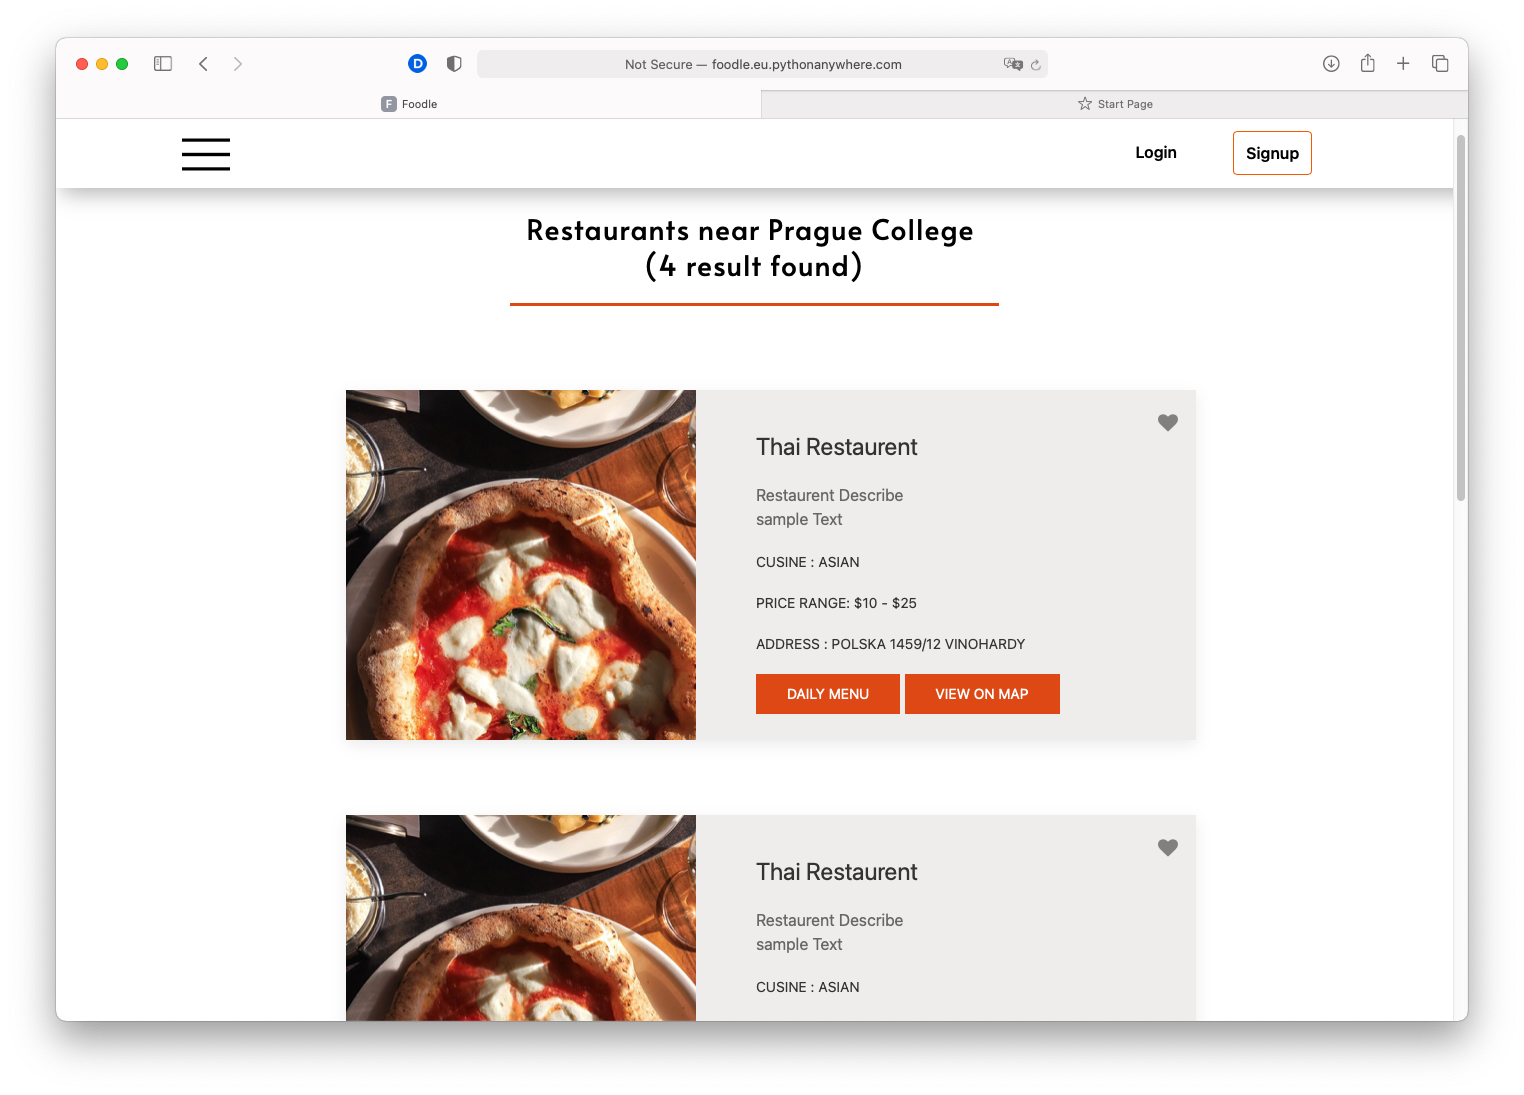 D
Not Secure — foodle.eu.pythonanywhere.com
F Foodle
Start Page
Login
Signup
Restaurants near Prague College
(4 result found)
Thai Restaurent
Restaurent Describe
sample Text
CUSINE : ASIAN
PRICE RANGE: $10 - $25
ADDRESS : POLSKA 1459/12 VINOHARDY
DAILY MENU
VIEW ON MAP
Thai Restaurent
Restaurent Describe
sample Text
CUSINE : ASIAN